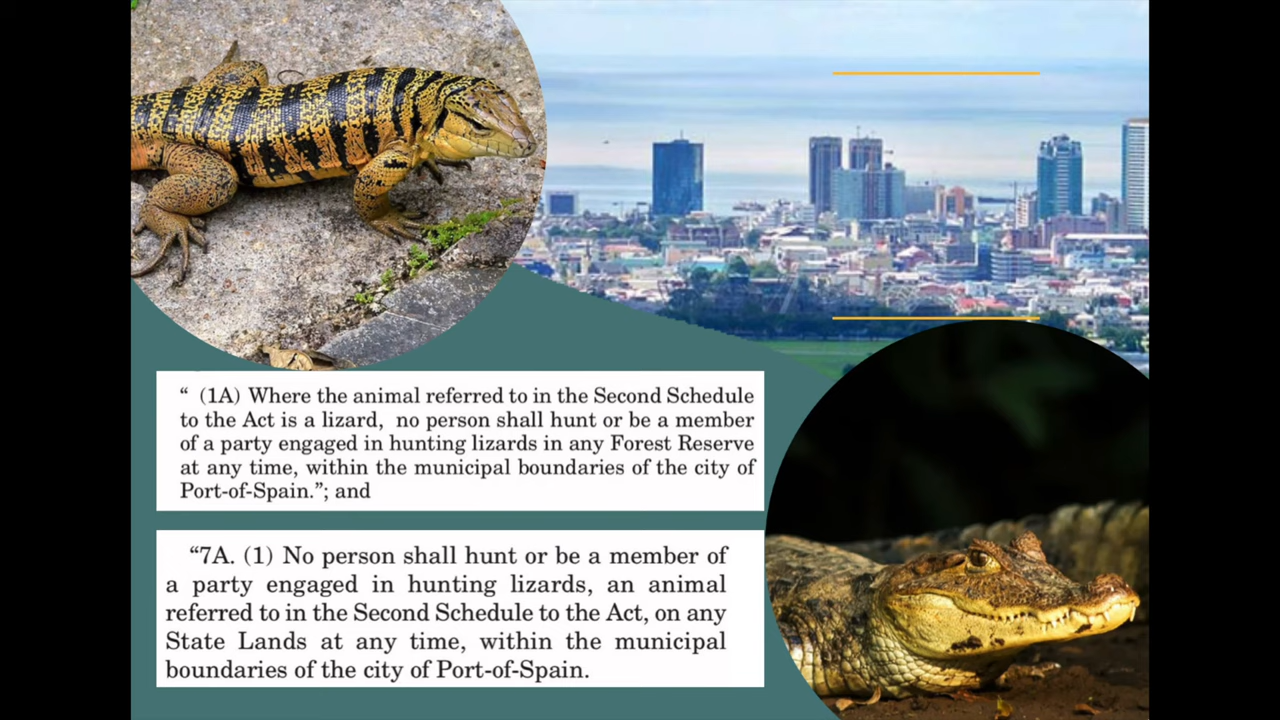 “ (1A) Where the animal referred to in the Second Schedule
to the Act is a lizard, no person shall hunt or be a member
of a party engaged in hunting lizards in any Forest Reserve
at any time, within the municipal boundaries of the city of
Port-of-Spain.”; and
“7A. (1) No person shall hunt or be a member of
a party engaged in hunting lizards, an animal
referred to in the Second Schedule to the Act, on any
State Lands at any time, within the municipal
boundaries of the city of Port-of-Spain.